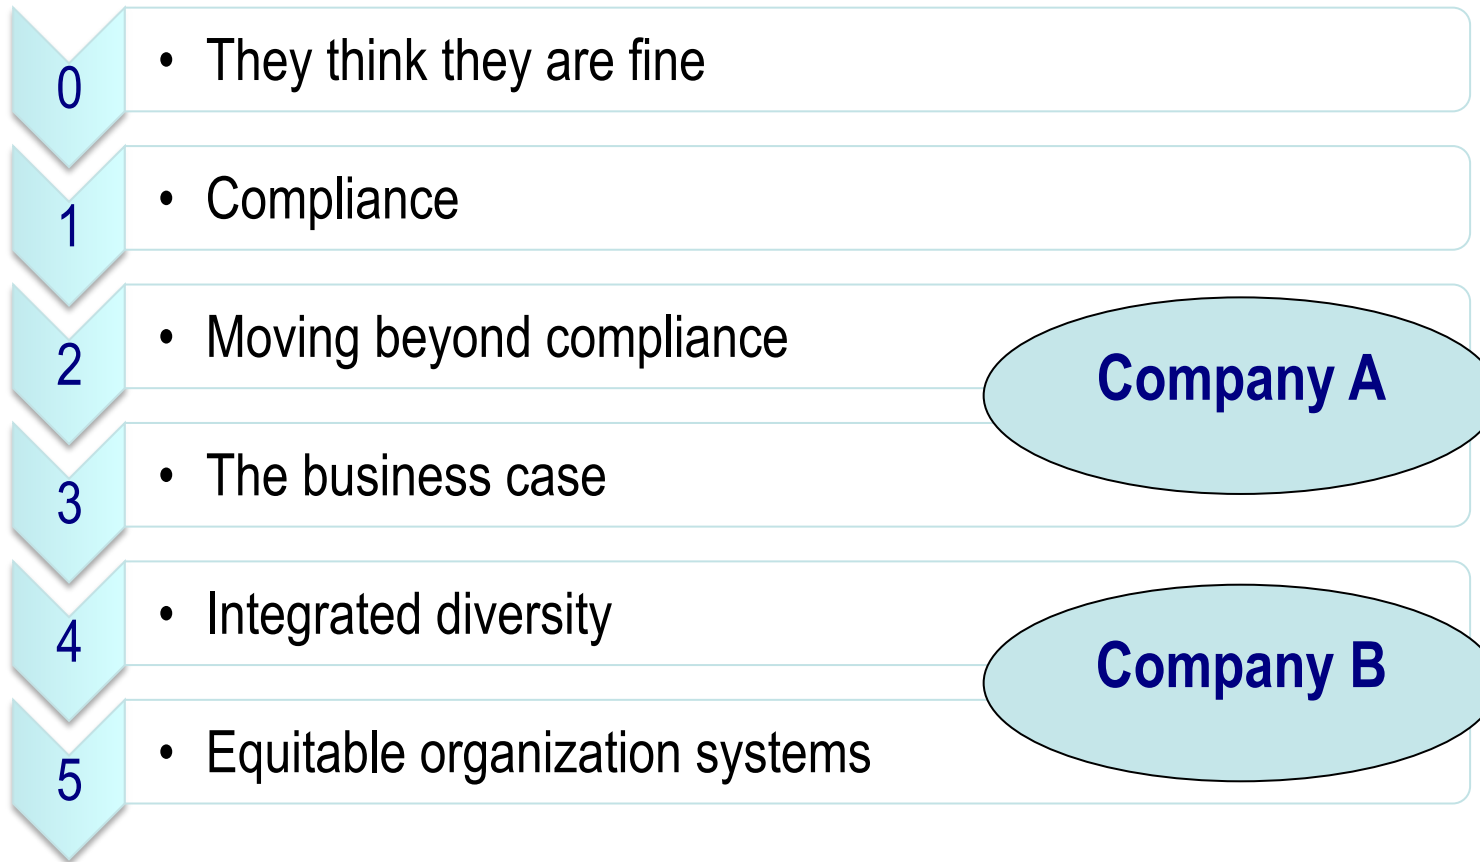 0
• They think they are fine
1
• Compliance
2
• Moving beyond compliance
Company A
3
• The business case
4
• Integrated diversity
Company B
5
• Equitable organization systems